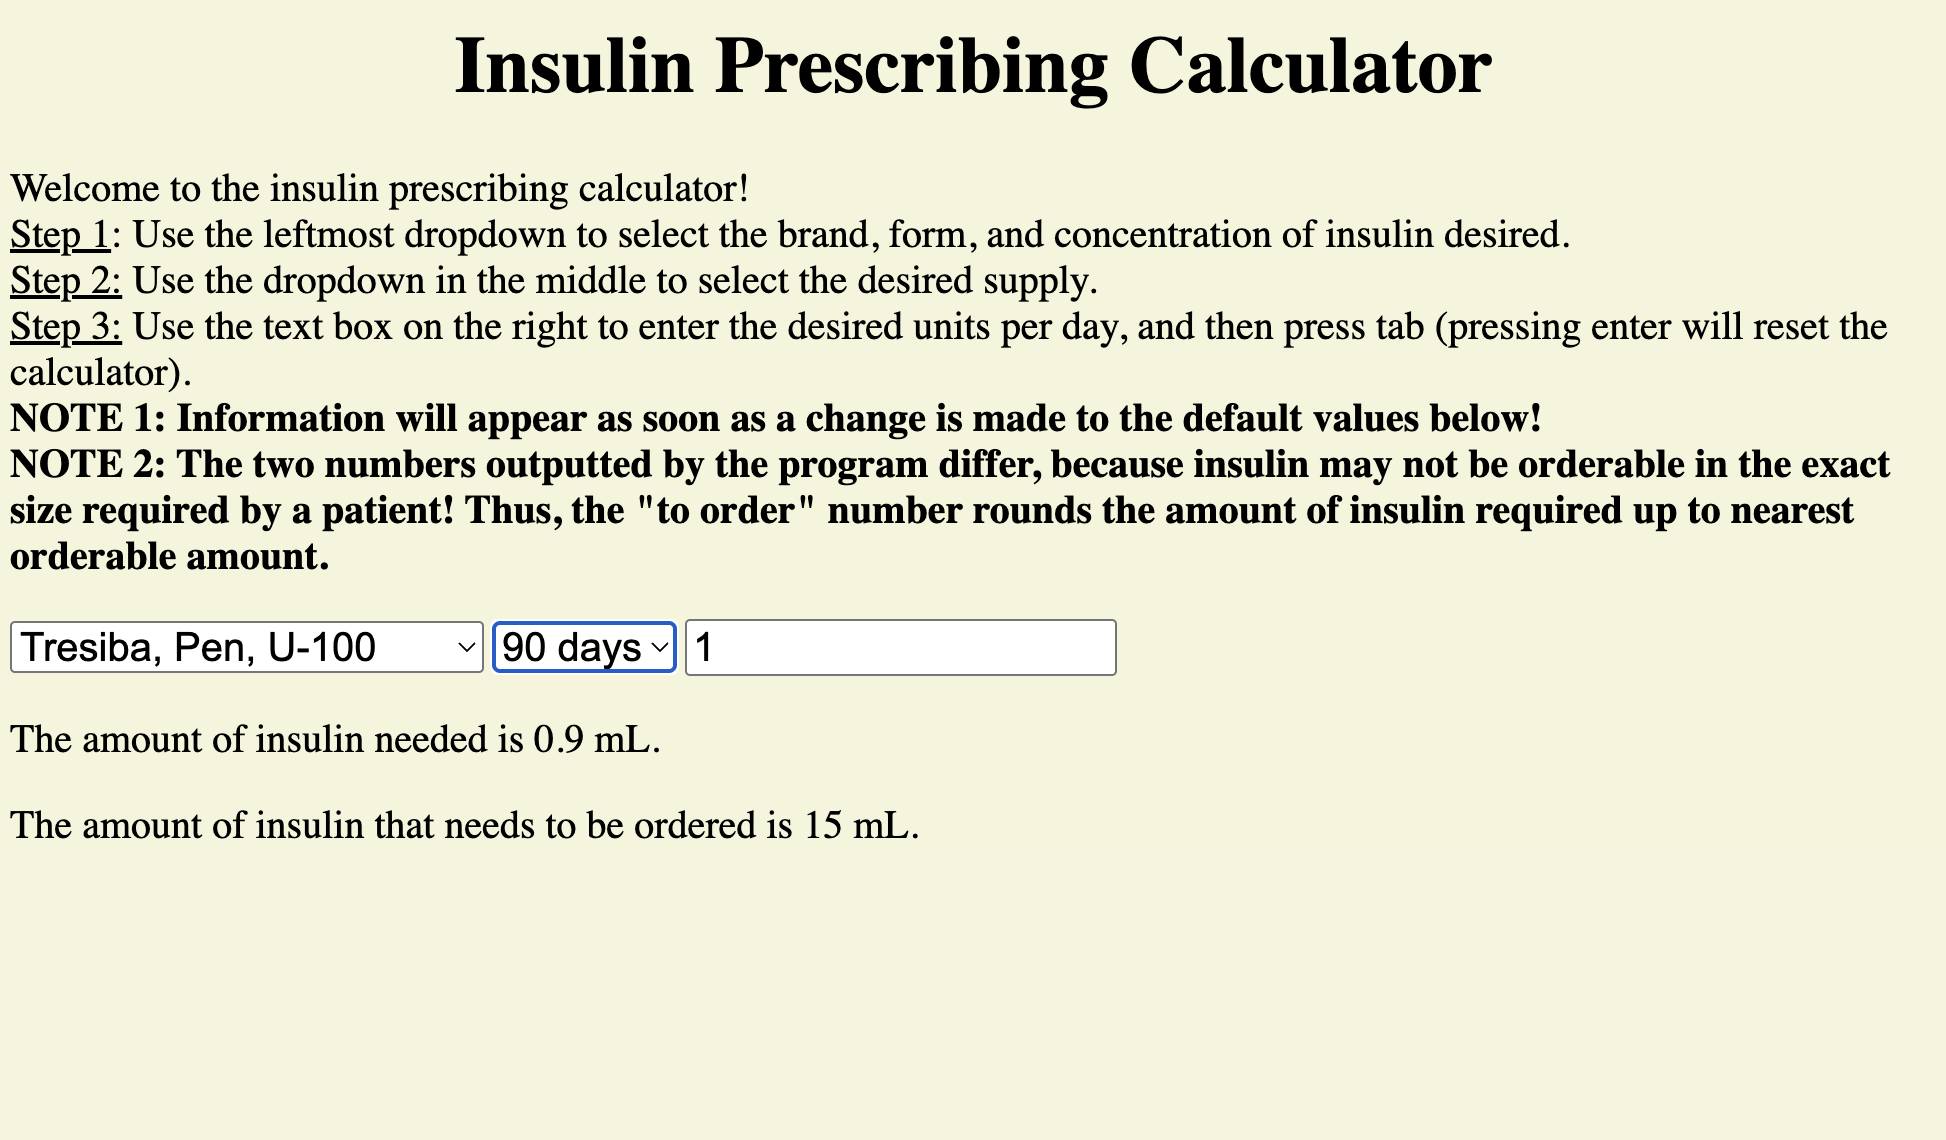 Insulin Prescribing Calculator
Welcome to the insulin prescribing calculator!
Step 1: Use the leftmost dropdown to select the brand, form, and concentration of insulin desired.
Step 2: Use the dropdown in the middle to select the desired supply.
Step 3: Use the text box on the right to enter the desired units per day, and then press tab (pressing enter will reset the
calculator).
NOTE 1: Information will appear as soon as a change is made to the default values below!
NOTE 2: The two numbers outputted by the program differ, because insulin may not be orderable in the exact
size required by a patient! Thus, the "to order" number rounds the amount of insulin required up to nearest
orderable amount.
Tresiba, Pen, U-100 90 days 1
The amount of insulin needed is 0.9 mL.
The amount of insulin that needs to be ordered is 15 mL.